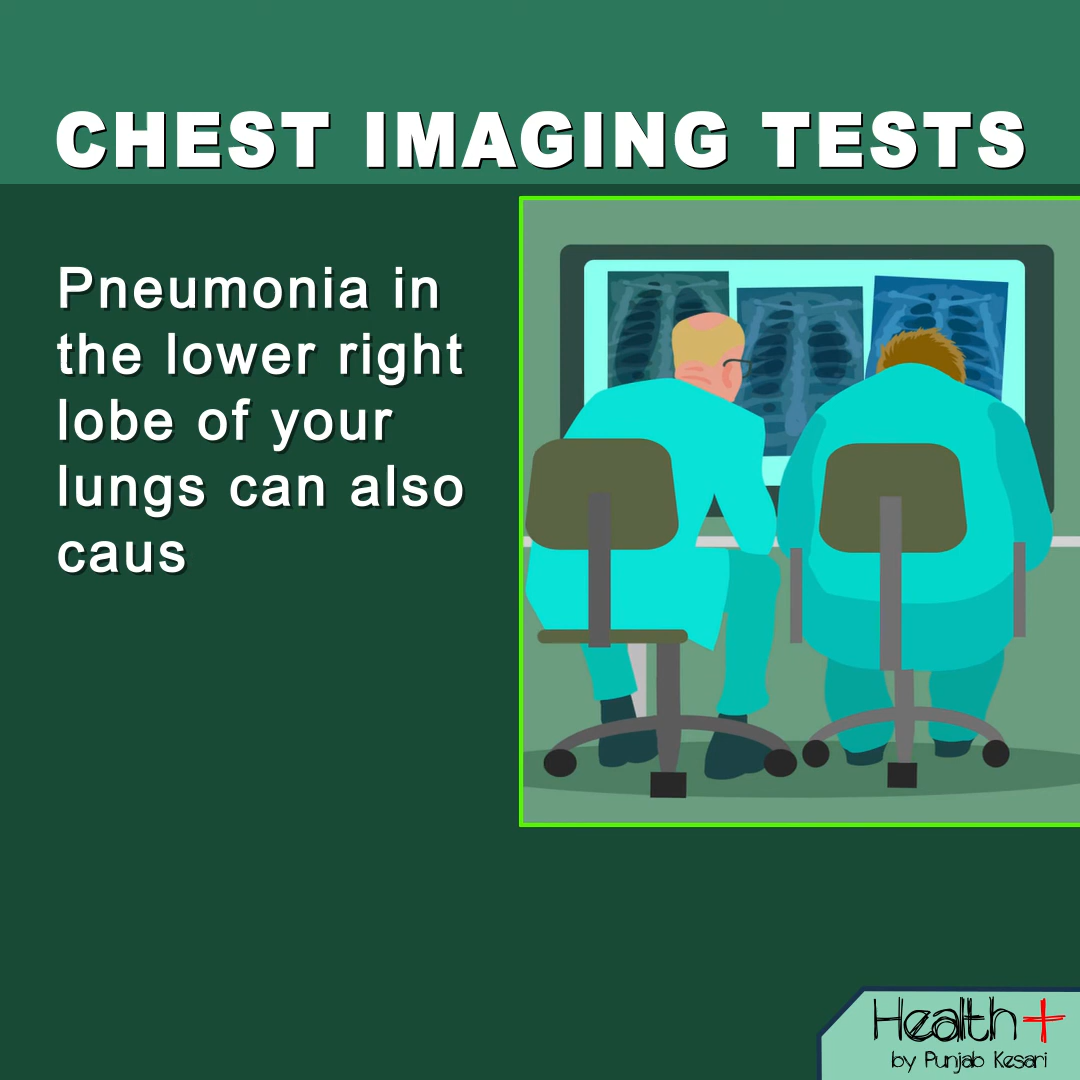 CHEST IMAGING TESTS
Pneumonia in
the lower right
lobe of your
lungs can also
caus
Health+
by Punjab Kesari